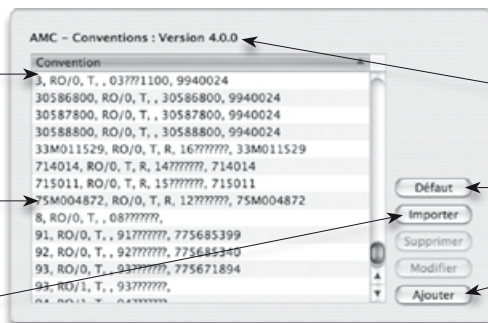 AMC - Conventions : Version 4.0.0
Convention
3, RO/0, T, , 03???1100, 9940024
30586800, RO/0, T, , 30586800, 9940024
30587800, RO/0, T, , 30587800, 9940024
30588800, RO/0, T, , 30588800, 9940024
33M011529, RO/0, T, R, 16???????, 33M011529
714014, RO/0, T, R, 14???????, 714014
715011, RO/0, T, R, 15???????, 715011
75M004872, RO/0, T, R, 12???????, 75M004872
8, RO/0, T, , 08???????,
91, RO/0, T, , 91???????, 775685399
92, RO/0, T, , 92???????, 775685340
93, RO/0, T, , 93???????, 775671894
93, RO/1, T, , 93???????,
94, RO/1, T, , 94???????
Défaut
Importer
Supprimer
Modifier
Ajouter